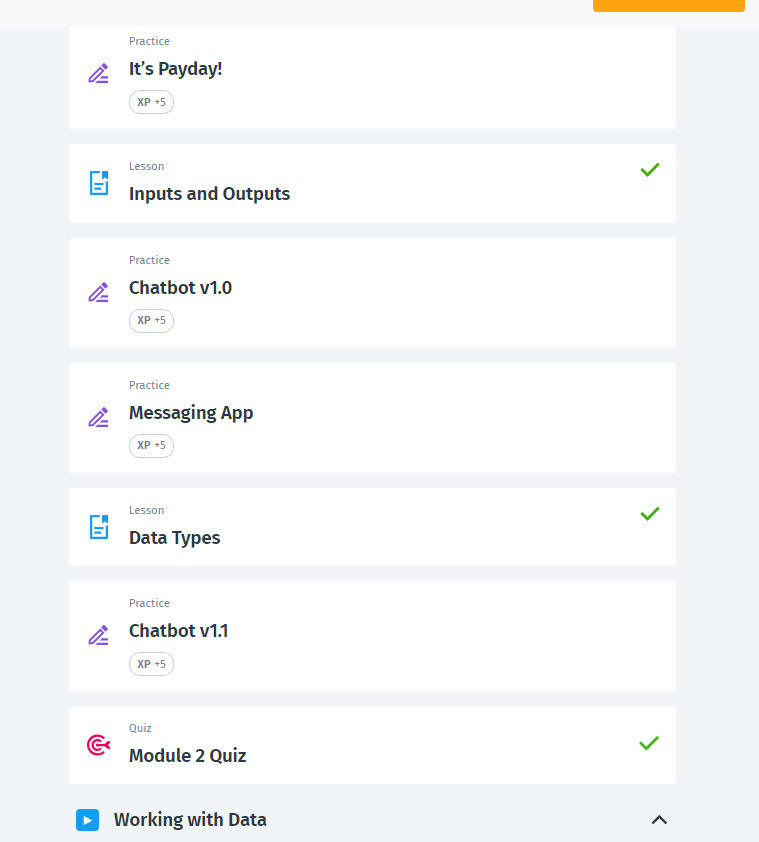 Practice
It’s Payday!
XP +5
Lesson
Inputs and Outputs
Practice
Chatbot v1.0
XP +5
Practice
Messaging App
XP +5
Lesson
Data Types
Practice
Chatbot v1.1
XP +5
Quiz
Module 2 Quiz
Working with Data